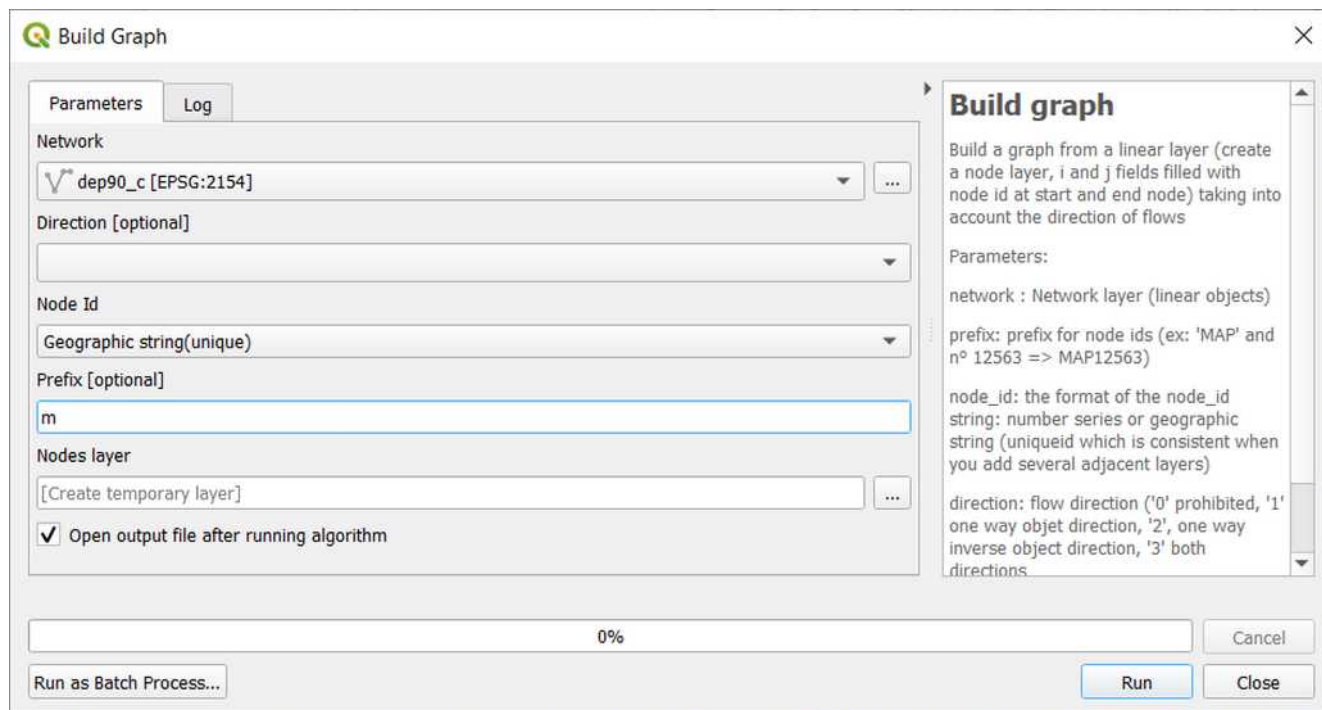 Build Graph
Parameters
Log
Network
dep90_c [EPSG:2154]
...
Direction [optional]
Node Id
Geographic string(unique)
Prefix [optional]
m
Nodes layer
[Create temporary layer]
...
Open output file after running algorithm
Build graph
Build a graph from a linear layer (create
a node layer, i and j fields filled with
node id at start and end node) taking into
account the direction of flows
Parameters:
network : Network layer (linear objects)
prefix: prefix for node ids (ex: 'MAP' and
n° 12563 => MAP12563)
node_id: the format of the node_id
string: number series or geographic
string (uniqueid which is consistent when
you add several adjacent layers)
direction: flow direction ('0' prohibited, '1'
one way objet direction, '2', one way
inverse object direction, '3' both
directions
0%
Cancel
Run as Batch Process...
Run
Close